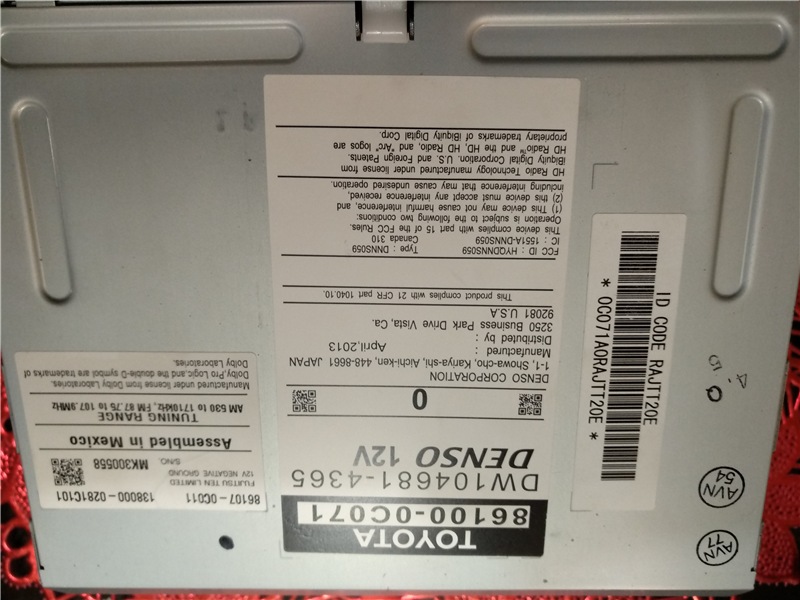 TOYOTA
86100-0C071
DW104681-4365
DENSO 12V
0
DENSO CORPORATION
1-1, Showa-cho, Kariya-shi, Aichi-ken, 448-8661 JAPAN
Manufactured : April,2013
Distributed by :
3250 Business Park Drive Vista, Ca.
92081 U.S.A
This product complies with 21 CFR part 1040.10.
FCC : ID : HYQDNNS059 Type : DNNS059
IC : 1551A-DNNS059 Canada 310
This device complies with part 15 of the FCC Rules.
Operation is subject to the following two conditions:
(1) This device may not cause harmful interference, and
(2) this device must accept any interference received,
including interference that may cause undesired operation.
HD Radio Technology manufactured under license from
iBiquity Digital Corporation. U.S. and Foreign Patents.
HD Radio™ and the HD, HD Radio, and "Arc" logos are
proprietary trademarks of iBiquity Digital Corp.
86107-0C011 138000-0281C101
FUJITSU TEN LIMITED
12V NEGATIVE GROUND
S/NO. MK300558
Assembled in Mexico
TUNING RANGE
AM 530 to 1710kHz, FM 87.75 to 107.9MHz
Manufactured under license from Dolby Laboratories.
Dolby,Pro Logic,and the double-D symbol are trademarks of
Dolby Laboratories.
ID CODE RAJTT20E
* 0C071A0RAJTT20E *
AVN
54
AVN
77